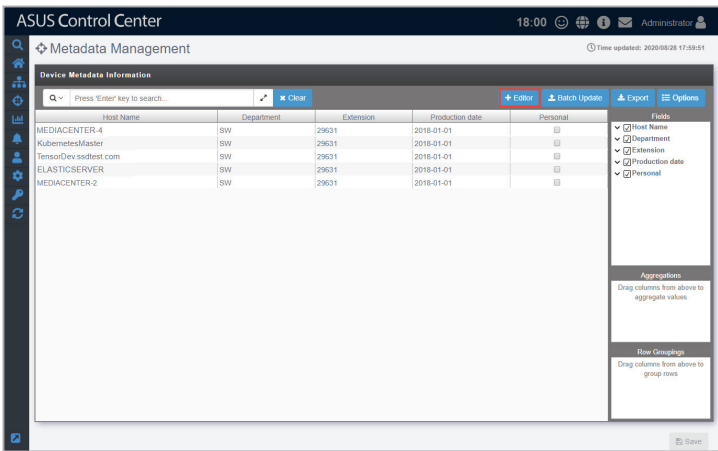 ASUS Control Center
18:00
Administrator
Metadata Management
Time updated: 2020/08/28 17:59:51
Device Metadata Information
Press 'Enter' key to search...
Clear
Editor
Batch Update
Export
Options
Host Name Department Extension Production date Personal
MEDIACENTER-4 SW 29631 2018-01-01
KubernetesMaster SW 29631 2018-01-01
TensorDev.ssdtest.com SW 29631 2018-01-01
ELASTICSERVER SW 29631 2018-01-01
MEDIACENTER-2 SW 29631 2018-01-01
Fields
Host Name
Department
Extension
Production date
Personal
Aggregations
Drag columns from above to
aggregate values
Row Groupings
Drag columns from above to
group rows
Save